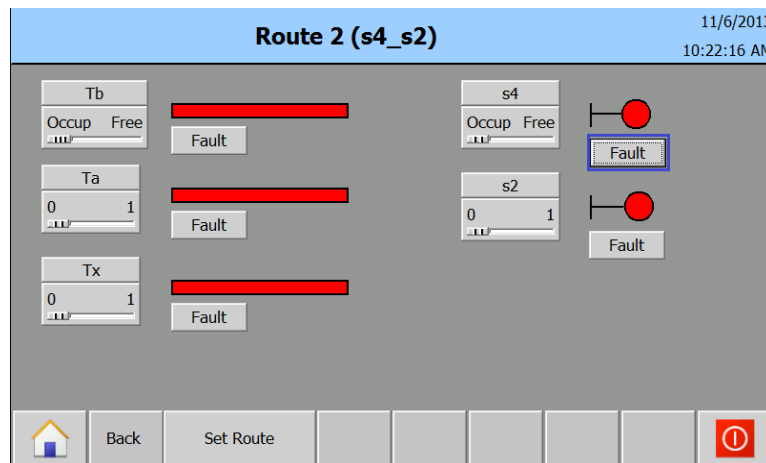 Route 2 (s4_s2)
11/6/201
10:22:16 AM
Tb
Occup Free
Fault
Ta
0 1
Fault
Tx
0 1
Fault
s4
Occup Free
Fault
s2
0 1
Fault
Back
Set Route